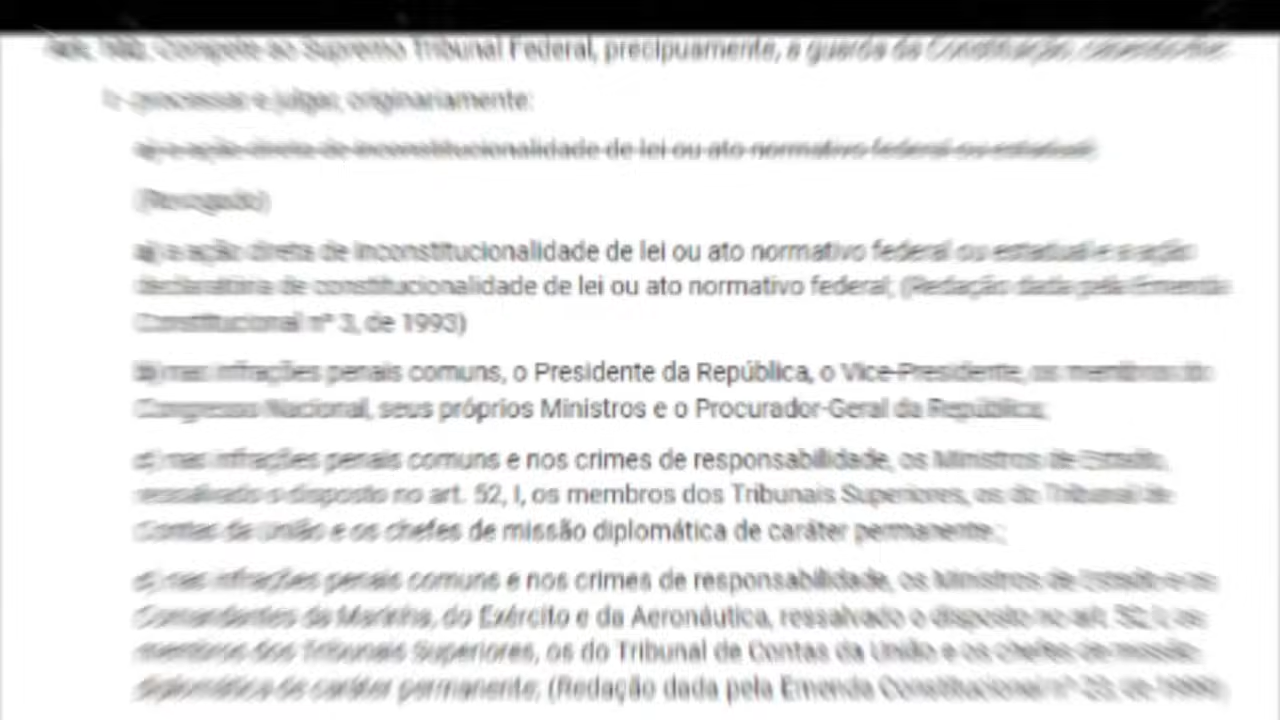 Art. 102. Compete ao Supremo Tribunal Federal, precipuamente, a guarda da Constituição, cabendo-lhe:
I - processar e julgar, originariamente:
a) a ação direta de inconstitucionalidade de lei ou ato normativo federal ou estadual;
(Revogado)
a) a ação direta de inconstitucionalidade de lei ou ato normativo federal ou estadual e a ação
declaratória de constitucionalidade de lei ou ato normativo federal; (Redação dada pela Emenda
Constitucional nº 3, de 1993)
b) nas infrações penais comuns, o Presidente da República, o Vice-Presidente, os membros do
Congresso Nacional, seus próprios Ministros e o Procurador-Geral da República;
c) nas infrações penais comuns e nos crimes de responsabilidade, os Ministros de Estado,
ressalvado o disposto no art. 52, I, os membros dos Tribunais Superiores, os do Tribunal de
Contas da União e os chefes de missão diplomática de caráter permanente;
c) nas infrações penais comuns e nos crimes de responsabilidade, os Ministros de Estado e os
Comandantes da Marinha, do Exército e da Aeronáutica, ressalvado o disposto no art. 52, I, os
membros dos Tribunais Superiores, os do Tribunal de Contas da União e os chefes de missão
diplomática de caráter permanente; (Redação dada pela Emenda Constitucional nº 23, de 1999)